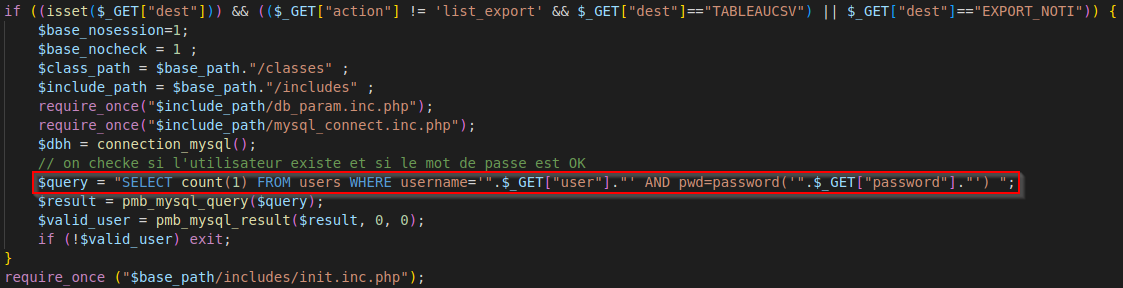 if ((isset($_GET["dest"])) && (($_GET["action"] != 'list_export' && $_GET["dest"]=="TABLEAUCSV") || $_GET["dest"]=="EXPORT_NOTI")) {
$base_nosession=1;
$base_nocheck = 1 ;
$class_path = $base_path."/classes" ;
$include_path = $base_path."/includes" ;
require_once("$include_path/db_param.inc.php");
require_once("$include_path/mysql_connect.inc.php");
$dbh = connection_mysql();
// on checke si l'utilisateur existe et si le mot de passe est OK
$query = "SELECT count(1) FROM users WHERE username='".$_GET["user"]."' AND pwd=password('".$_GET["password"]."') ";
$result = pmb_mysql_query($query);
$valid_user = pmb_mysql_result($result, 0, 0);
if (!$valid_user) exit;
}
require_once ("$base_path/includes/init.inc.php");